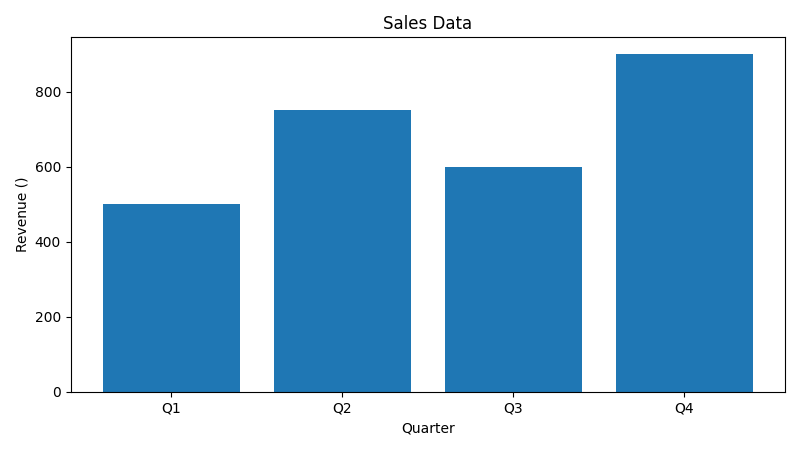 Sales Data
Revenue ()
800
600
400
200
0
Q1 Q2 Q3 Q4
Quarter